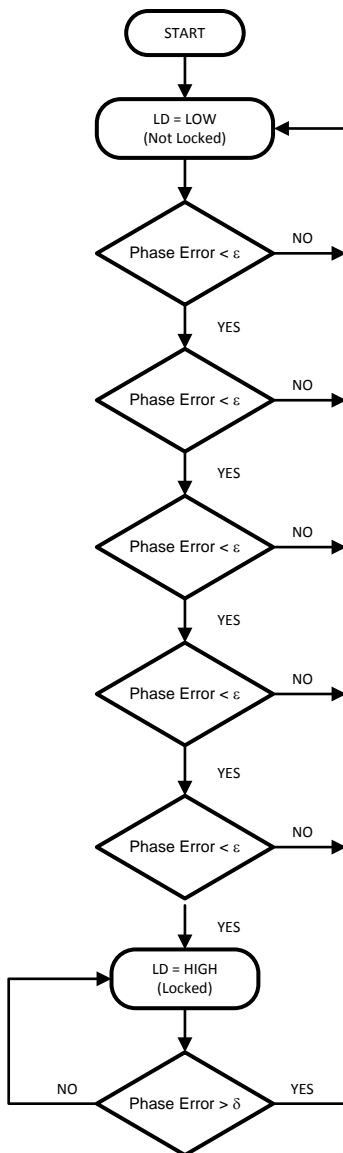 START
LD = LOW
(Not Locked)
Phase Error < ε
NO
YES
Phase Error < ε
NO
YES
Phase Error < ε
NO
YES
Phase Error < ε
NO
YES
Phase Error < ε
NO
YES
LD = HIGH
(Locked)
NO
Phase Error > δ
YES